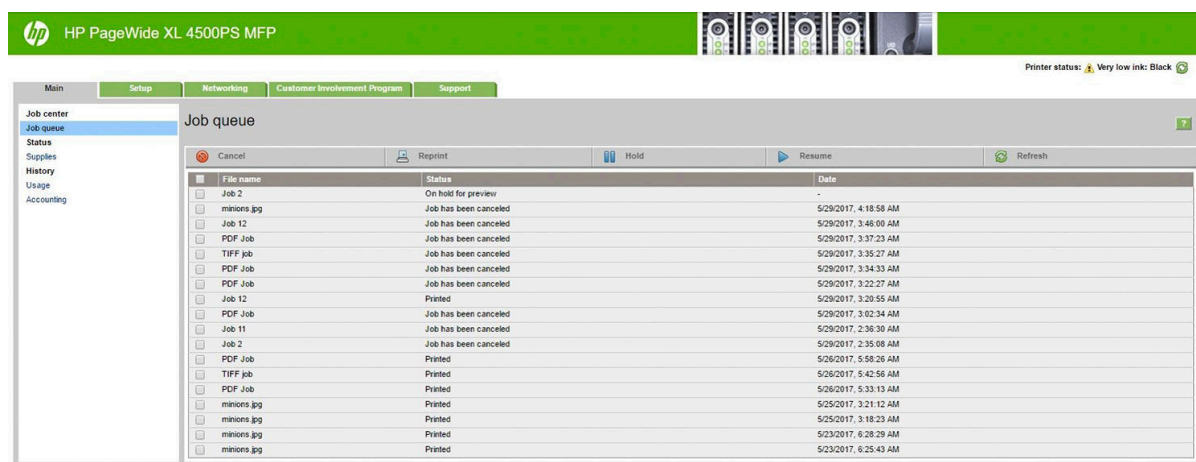 hp HP PageWide XL 4500PS MFP
Printer status: Very low ink: Black
Main Setup Networking Customer Involvement Program Support
Job center
Job queue
Status
Supplies
History
Usage
Accounting
Job queue
?
Cancel Reprint Hold Resume Refresh
File name Status Date
Job 2 On hold for preview -
minions.jpg Job has been canceled 5/29/2017, 4:18:58 AM
Job 12 Job has been canceled 5/29/2017, 3:46:00 AM
PDF Job Job has been canceled 5/29/2017, 3:37:23 AM
TIFF job Job has been canceled 5/29/2017, 3:35:27 AM
PDF Job Job has been canceled 5/29/2017, 3:34:33 AM
PDF Job Job has been canceled 5/29/2017, 3:22:27 AM
Job 12 Printed 5/29/2017, 3:20:55 AM
PDF Job Job has been canceled 5/29/2017, 3:02:34 AM
Job 11 Job has been canceled 5/29/2017, 2:36:30 AM
Job 2 Job has been canceled 5/29/2017, 2:35:08 AM
PDF Job Printed 5/26/2017, 5:58:26 AM
TIFF job Printed 5/26/2017, 5:42:56 AM
PDF Job Printed 5/26/2017, 5:33:13 AM
minions.jpg Printed 5/25/2017, 3:21:12 AM
minions.jpg Printed 5/25/2017, 3:18:23 AM
minions.jpg Printed 5/23/2017, 6:28:29 AM
minions.jpg Printed 5/23/2017, 6:25:43 AM